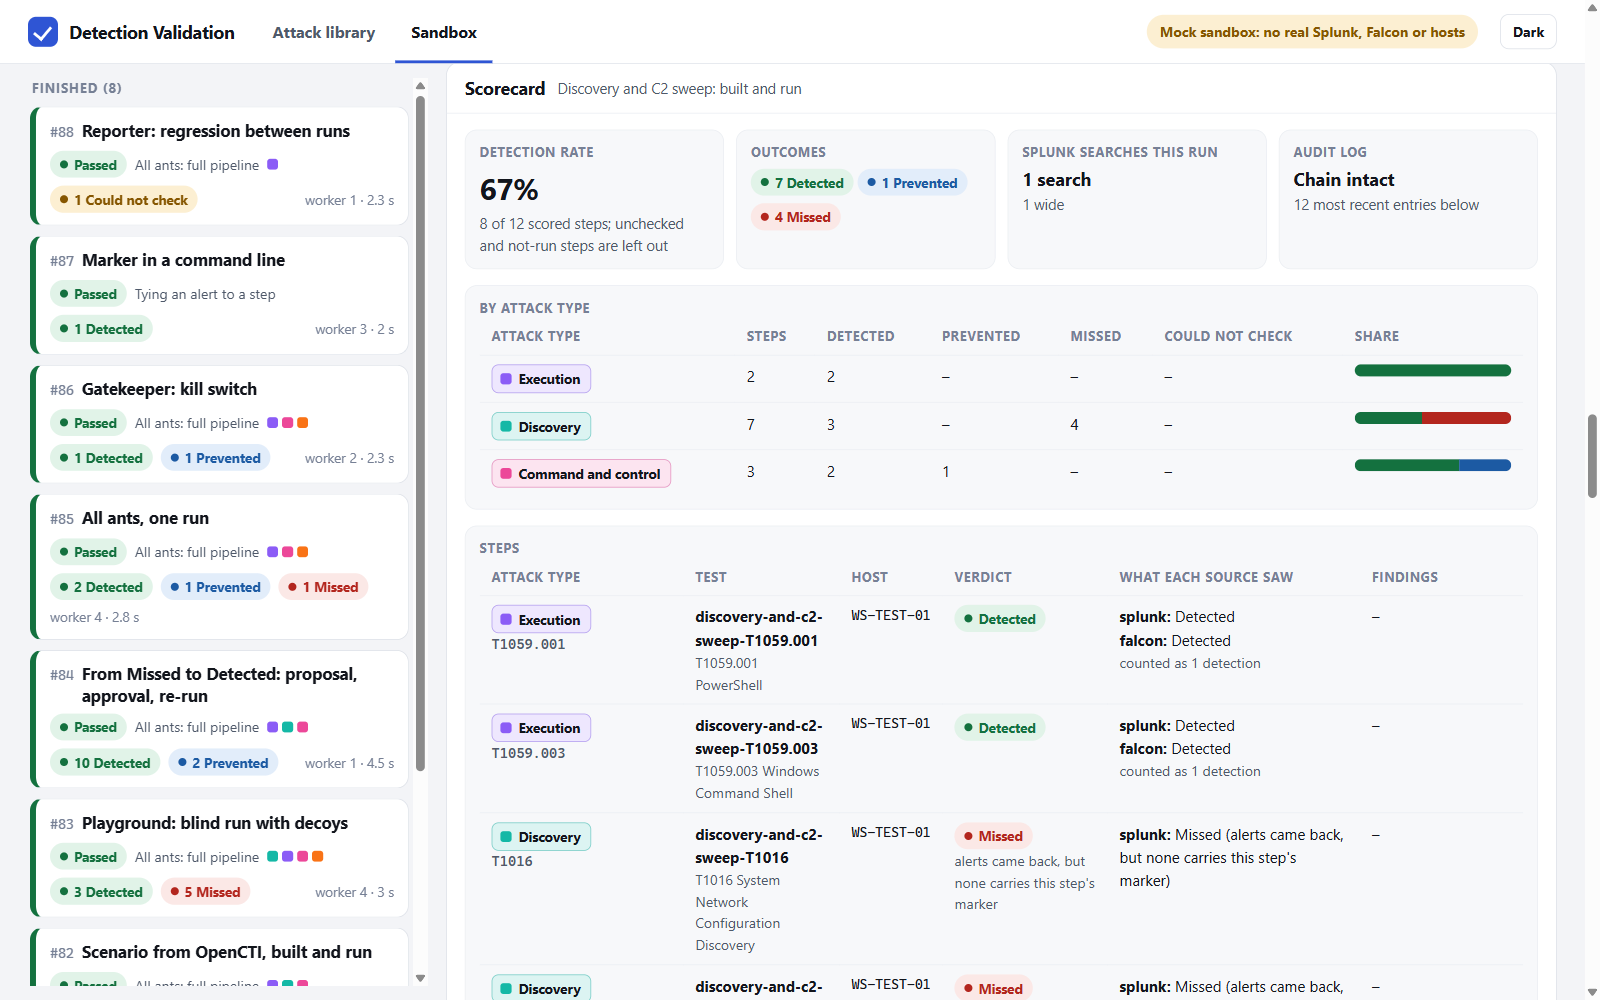 Detection Validation
Attack library
Sandbox
Mock sandbox: no real Splunk, Falcon or hosts
Dark
FINISHED (8)
#88 Reporter: regression between runs
Passed All ants: full pipeline
1 Could not check
worker 1 · 2.3 s
#87 Marker in a command line
Passed Tying an alert to a step
1 Detected
worker 3 · 2 s
#86 Gatekeeper: kill switch
Passed All ants: full pipeline
1 Detected 1 Prevented
worker 2 · 2.3 s
#85 All ants, one run
Passed All ants: full pipeline
2 Detected 1 Prevented 1 Missed
worker 4 · 2.8 s
#84 From Missed to Detected: proposal,
approval, re-run
Passed All ants: full pipeline
10 Detected 2 Prevented
worker 1 · 4.5 s
#83 Playground: blind run with decoys
Passed All ants: full pipeline
3 Detected 5 Missed
worker 4 · 3 s
#82 Scenario from OpenCTI, built and run
Passed All ants: full pipeline
Scorecard Discovery and C2 sweep: built and run
DETECTION RATE
67%
8 of 12 scored steps; unchecked
and not-run steps are left out
OUTCOMES
7 Detected 1 Prevented
4 Missed
SPLUNK SEARCHES THIS RUN
1 search
1 wide
AUDIT LOG
Chain intact
12 most recent entries below
BY ATTACK TYPE
ATTACK TYPE STEPS DETECTED PREVENTED MISSED COULD NOT CHECK SHARE
Execution 2 2 – – –
Discovery 7 3 – 4 –
Command and control 3 2 1 – –
STEPS
ATTACK TYPE TEST HOST VERDICT WHAT EACH SOURCE SAW FINDINGS
Execution
T1059.001
discovery-and-c2-
sweep-T1059.001
T1059.001
PowerShell
WS-TEST-01
Detected
splunk: Detected
falcon: Detected
counted as 1 detection
–
Execution
T1059.003
discovery-and-c2-
sweep-T1059.003
T1059.003 Windows
Command Shell
WS-TEST-01
Detected
splunk: Detected
falcon: Detected
counted as 1 detection
–
Discovery
T1016
discovery-and-c2-
sweep-T1016
T1016 System
Network
Configuration
Discovery
WS-TEST-01
Missed
alerts came back, but
none carries this step's
marker
splunk: Missed (alerts came back,
but none carries this step's
marker)
–
Discovery
discovery-and-c2-
WS-TEST-01
Missed
splunk: Missed (alerts came back,
–